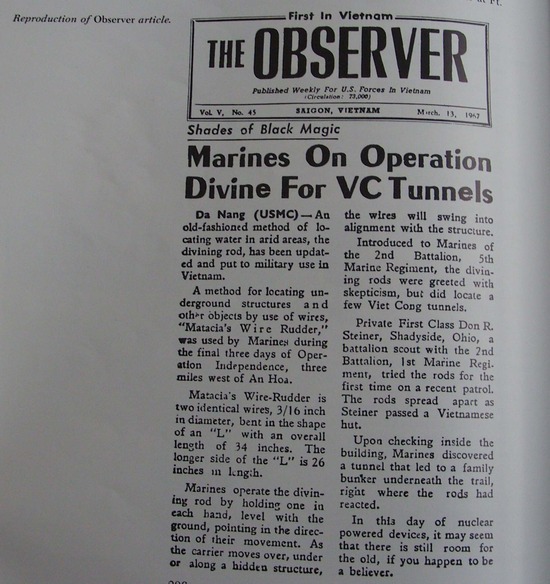 Reproduction of Observer article.
First In Vietnam
THE OBSERVER
Published Weekly For U.S. Forces In Vietnam
(Circulation: 73,000)
Vol. V, No. 45 SAIGON, VIETNAM March. 13, 1967
Shades of Black Magic
Marines On Operation
Divine For VC Tunnels
Da Nang (USMC) — An
old-fashioned method of lo-
cating water in arid areas, the
divining rod, has been updat-
ed and put to military use in
Vietnam.
A method for locating un-
derground structures and
other objects by use of wires,
"Matacia's Wire Rudder,"
was used by Marines during
the final three days of Oper-
ation Independence, three
miles west of An Hoa.
Matacia's Wire-Rudder is
two identical wires, 3/16 inch
in diameter, bent in the shape
of an "L" with an overall
length of 34 inches. The
longer side of the "L" is 26
inches in length.
Marines operate the divin-
ing rod by holding one in
each hand, level with the
ground, pointing in the direc-
tion of their movement. As
the carrier moves over, under
or along a hidden structure,
the wires will swing into
alignment with the structure.
Introduced to Marines of
the 2nd Battalion, 5th
Marine Regiment, the divin-
ing rods were greeted with
skepticism, but did locate a
few Viet Cong tunnels.
Private First Class Don R.
Steiner, Shadyside, Ohio, a
battalion scout with the 2nd
Battalion, 1st Marine Regi-
ment, tried the rods for the
first time on a recent patrol.
The rods spread apart as
Steiner passed a Vietnamese
hut.
Upon checking inside the
building, Marines discovered
a tunnel that led to a family
bunker underneath the trail,
right where the rods had
reacted.
In this day of nuclear
powered devices, it may seem
that there is still room for
the old, if you happen to be
a believer.